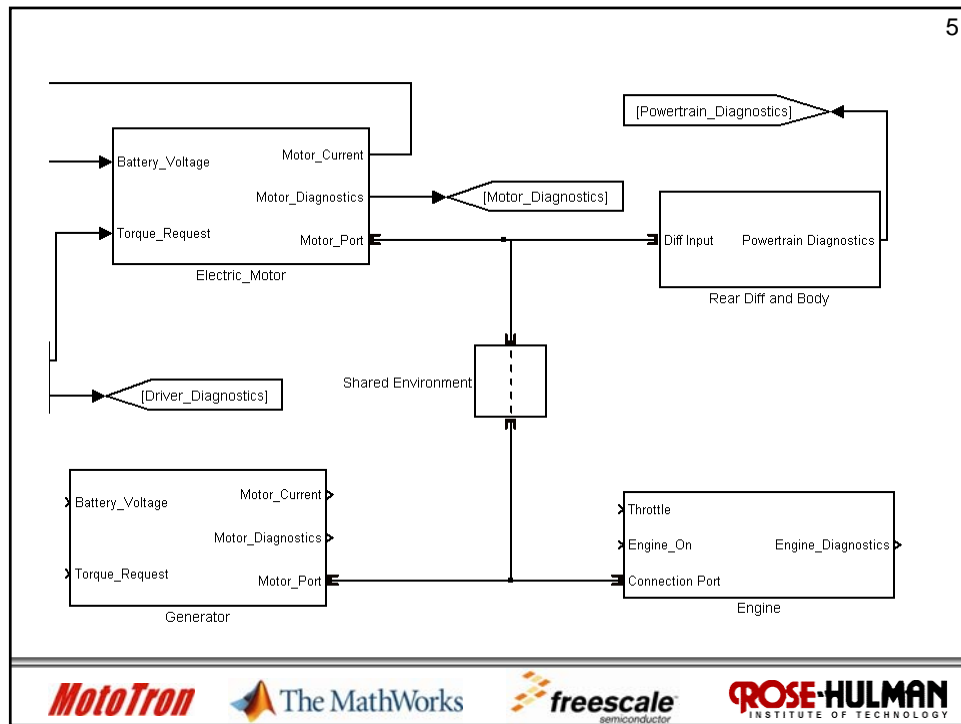 5
[Powertrain_Diagnostics]
Battery_Voltage
Motor_Current
Motor_Diagnostics
[Motor_Diagnostics]
Torque_Request
Motor_Port
Electric_Motor
Diff Input
Powertrain Diagnostics
Rear Diff and Body
Shared Environment
[Driver_Diagnostics]
Battery_Voltage
Motor_Current
Motor_Diagnostics
Torque_Request
Motor_Port
Generator
Throttle
Engine_On
Engine_Diagnostics
Connection Port
Engine
MotoTron
The MathWorks
freescale™
semiconductor
ROSE-HULMAN
INSTITUTE OF TECHNOLOGY